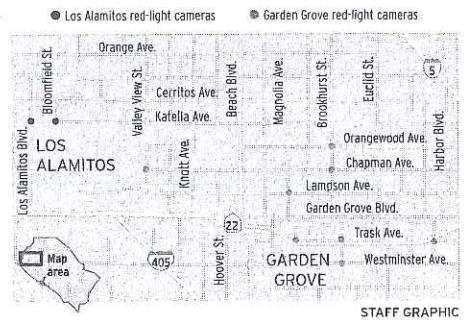 Los Alamitos red-light cameras
Garden Grove red-light cameras
Orange Ave.
Bloomfield St.
Valley View St.
Cerritos Ave.
Katella Ave.
Beach Blvd.
Magnolia Ave.
Brookhurst St.
Euclid St.
5
Harbor Blvd.
Los Alamitos Blvd.
LOS
ALAMITOS
Knott Ave.
Orangewood Ave.
Chapman Ave.
Lampson Ave.
Garden Grove Blvd.
22
Trask Ave.
Westminster Ave.
GARDEN
GROVE
Hoover St.
405
Map
area
STAFF GRAPHIC